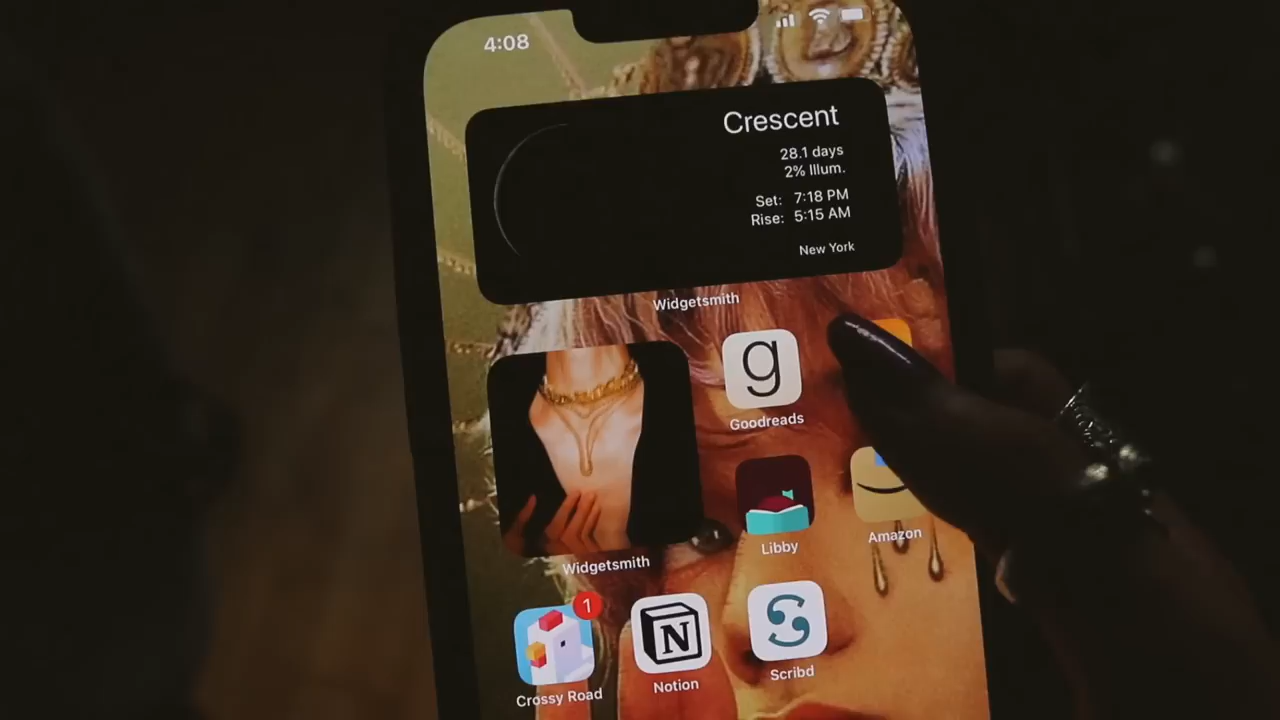 4:08
Crescent
28.1 days
2% Illum.
Set: 7:18 PM
Rise: 5:15 AM
New York
Widgetsmith
g
Goodreads
Widgetsmith
Libby
Amazon
1
N
Crossy Road
Notion
Scribd